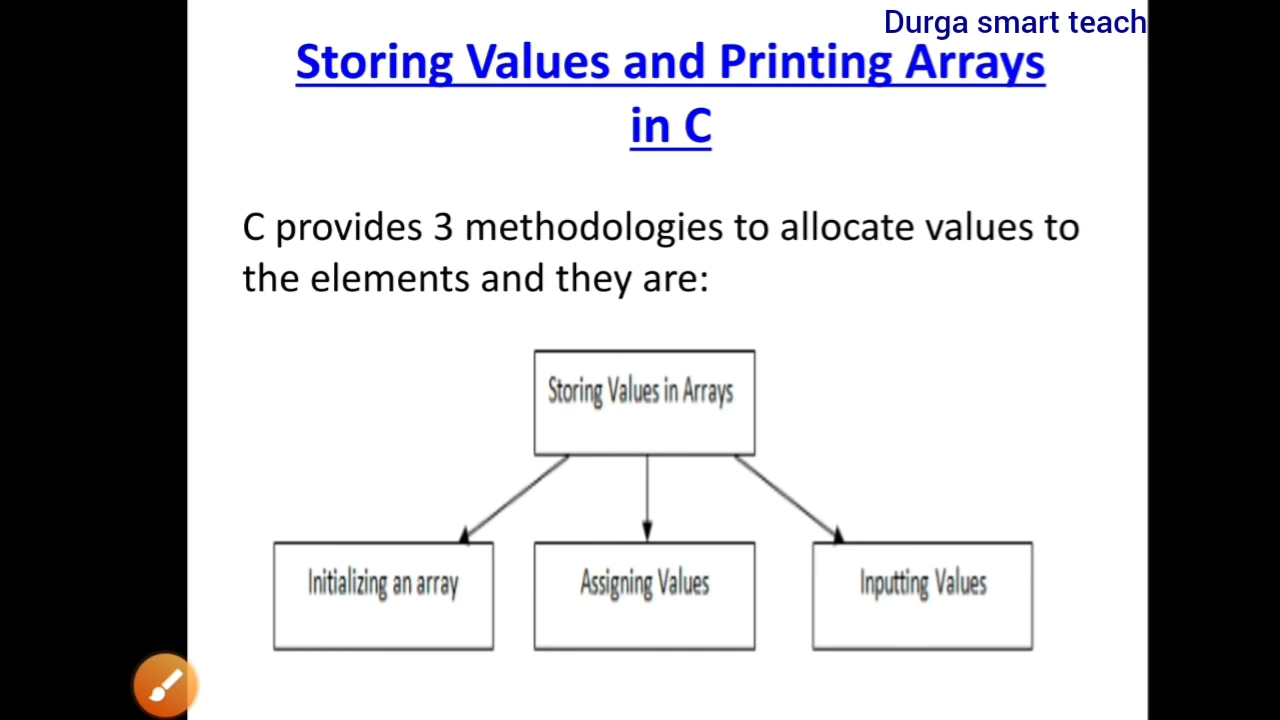 Durga smart teach
Storing Values and Printing Arrays
in C
C provides 3 methodologies to allocate values to
the elements and they are:
Storing Values in Arrays
Initializing an array
Assigning Values
Inputting Values